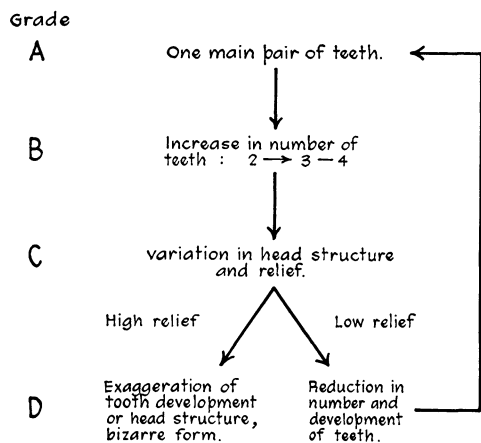 Grade
A
One main pair of teeth.
B
Increase in number of
teeth : 2 → 3 — 4
C
variation in head structure
and relief.
High relief
Low relief
D
Exaggeration of
tooth development
or head structure,
bizarre form.
Reduction in
number and
development
of teeth.